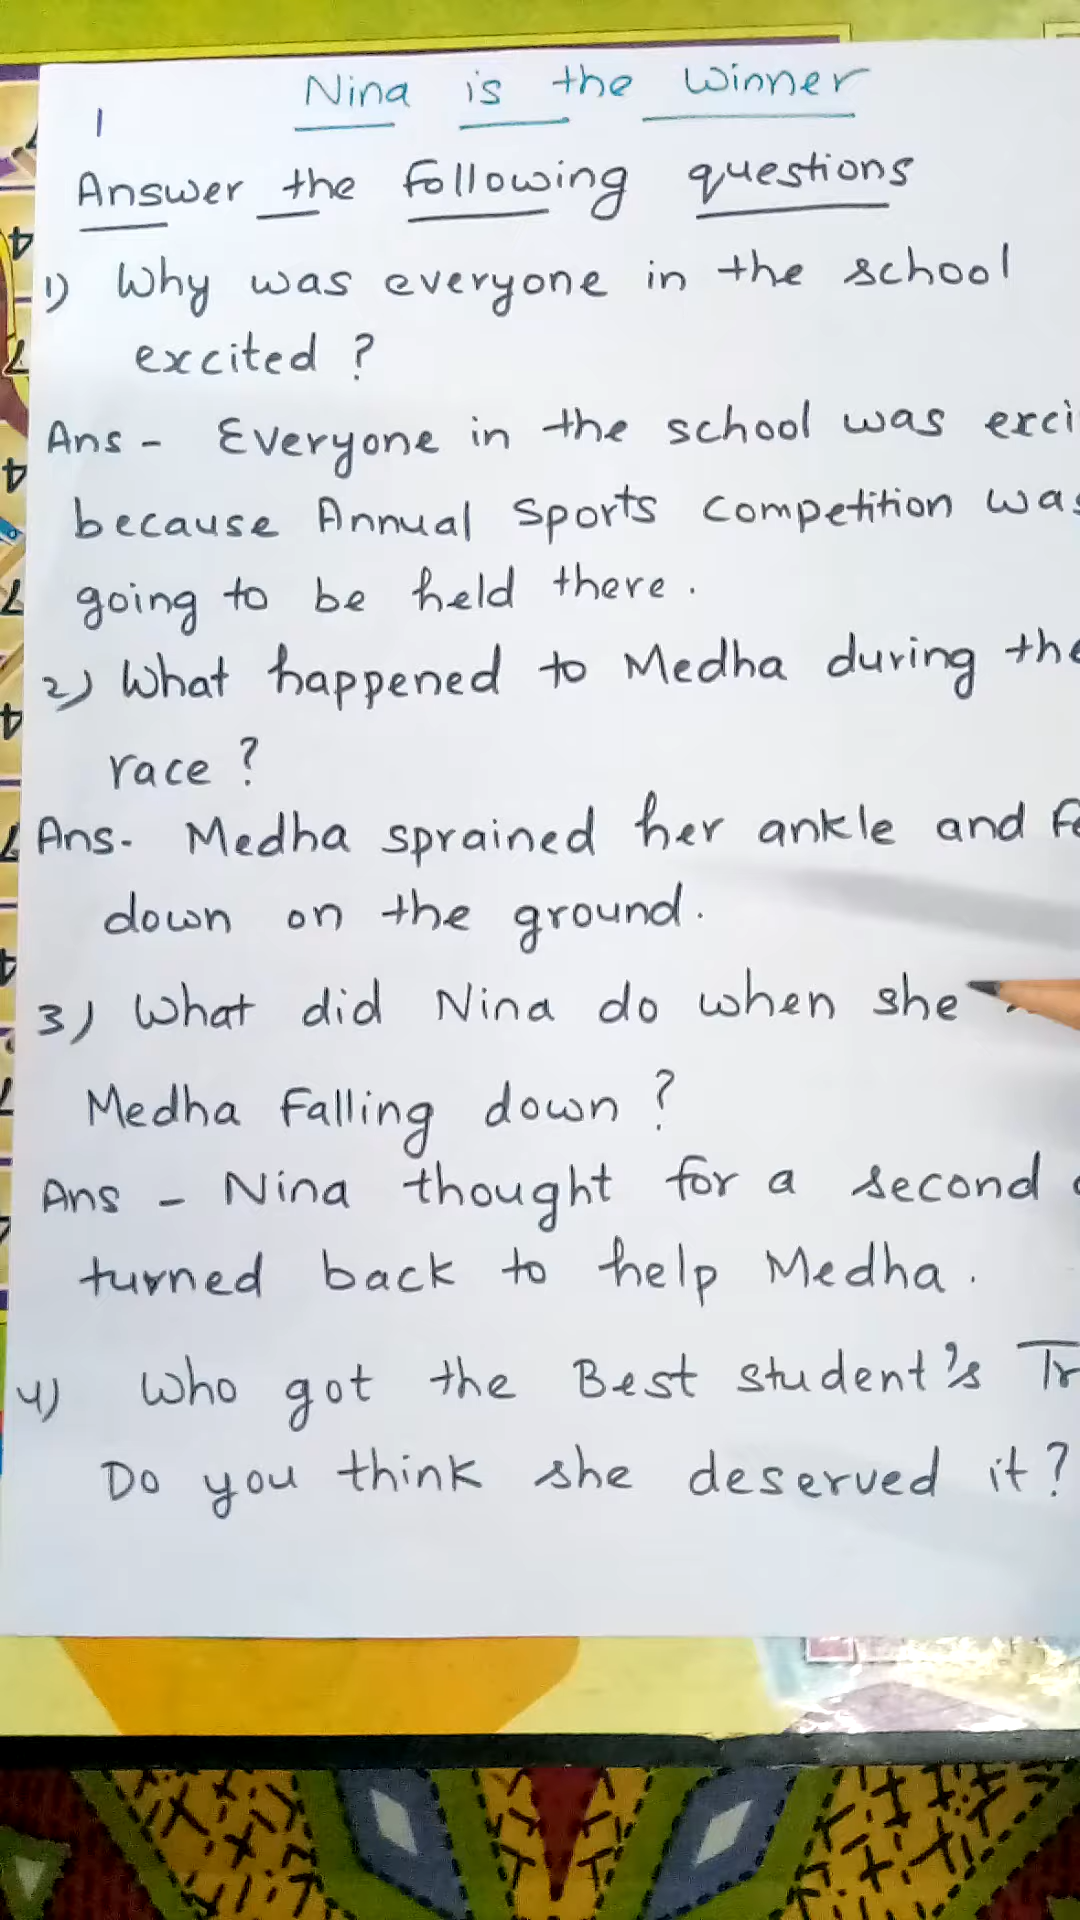 1
Nina is the Winner
Answer the Following questions
1) Why was everyone in the school
excited ?
Ans - Everyone in the school was exci
because Annual Sports Competition was
going to be held there .
2) What happened to Medha during the
race ?
Ans- Medha sprained her ankle and
down on the ground.
3) What did Nina do when she
Medha Falling down ?
Ans - Nina thought for a second
turned back to help Medha .
4) Who got the Best student's Tr
Do you think she deserved it?